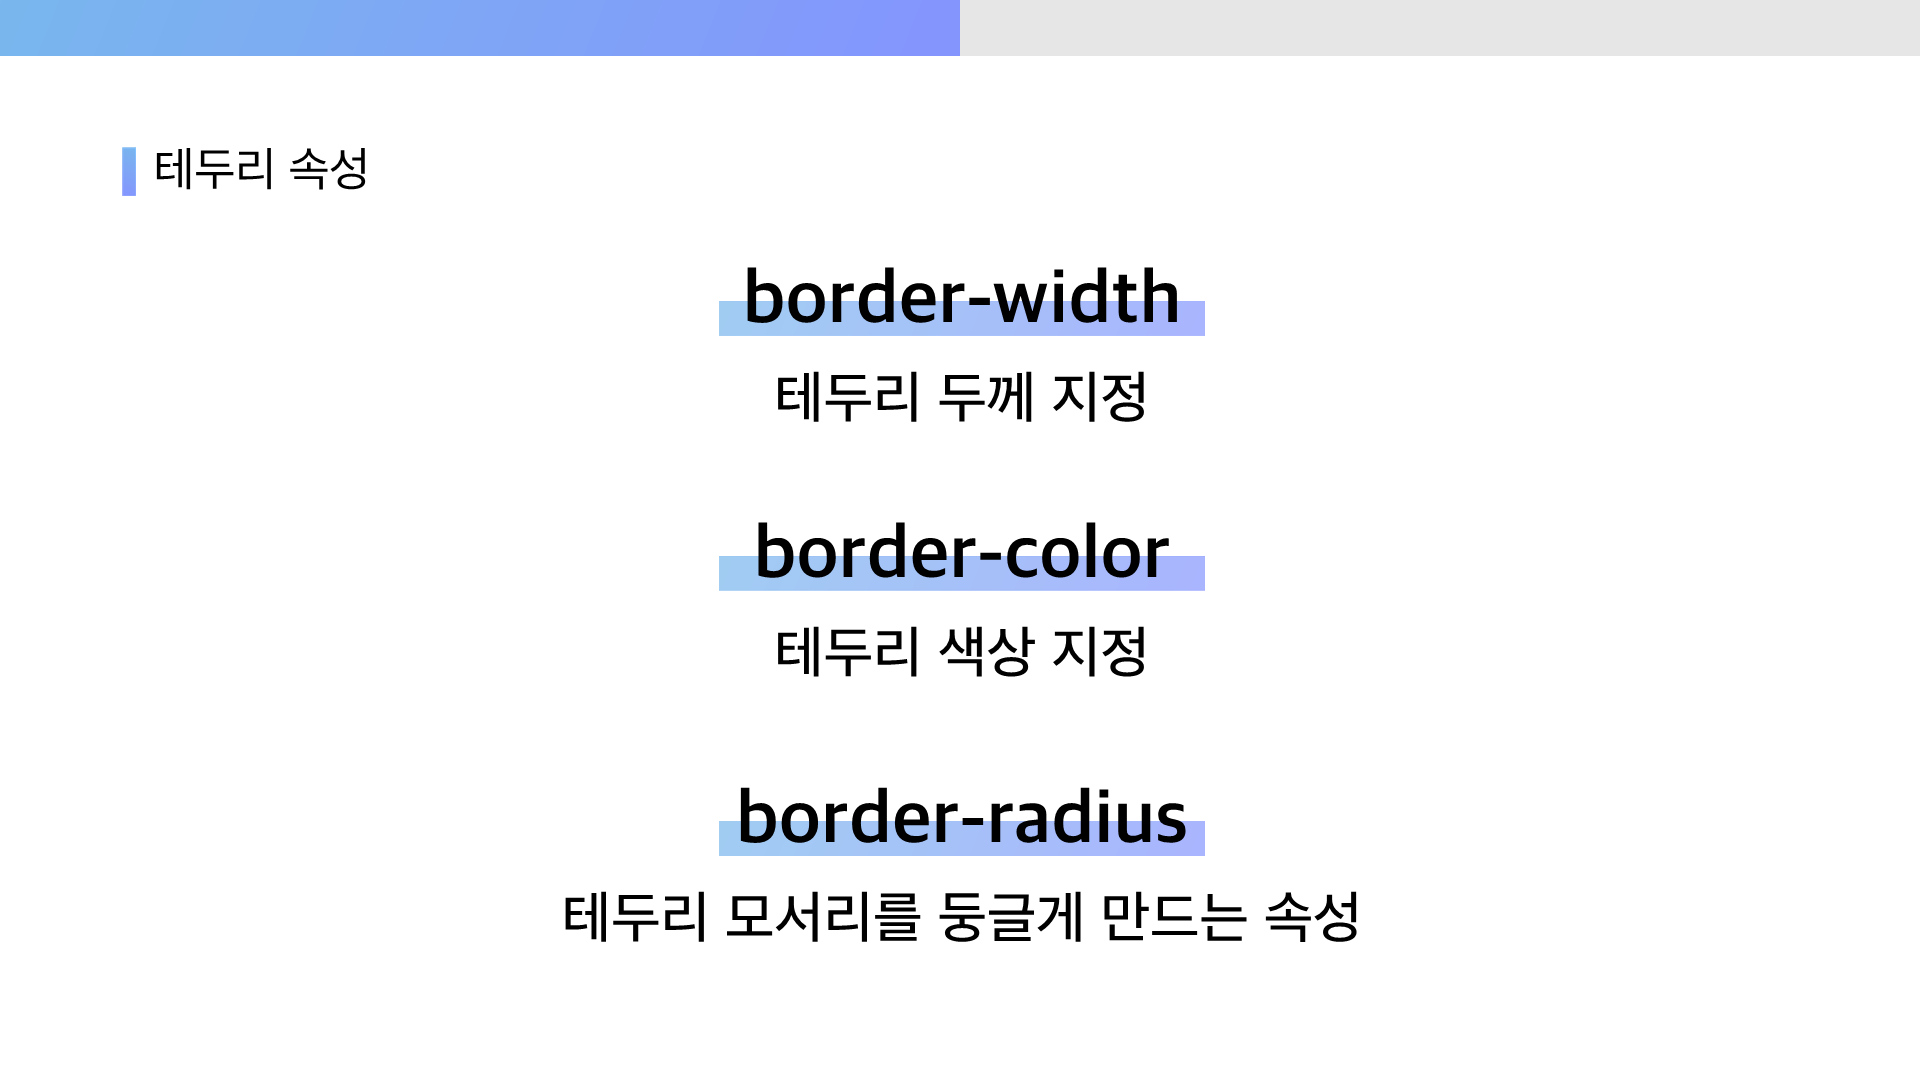 테두리 속성
border-width
테두리 두께 지정
border-color
테두리 색상 지정
border-radius
테두리 모서리를 둥글게 만드는 속성